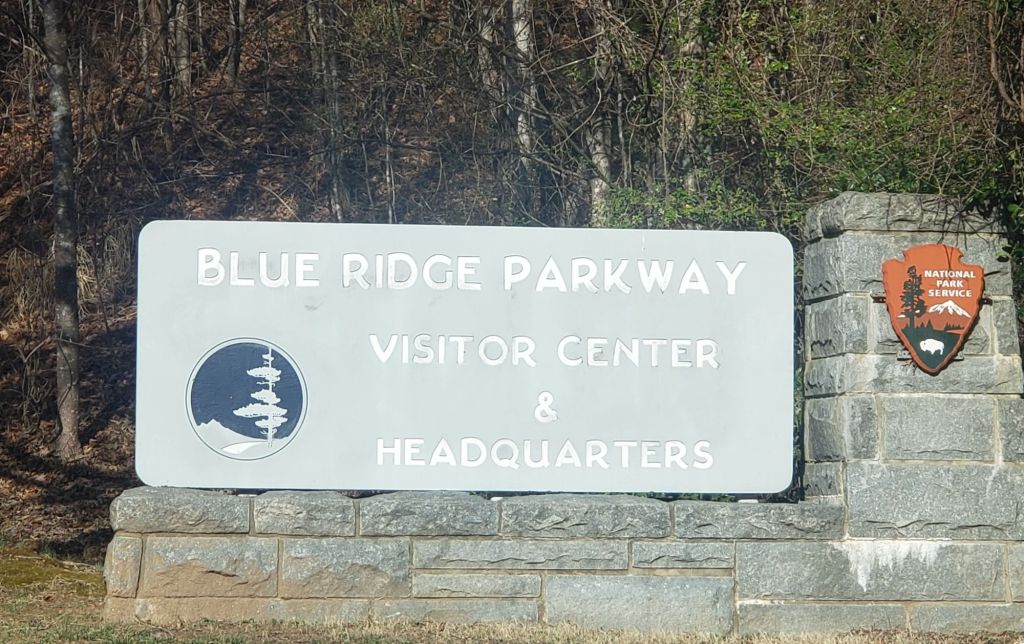 BLUE RIDGE PARKWAY
VISITOR CENTER
&
HEADQUARTERS
NATIONAL
PARK
SERVICE